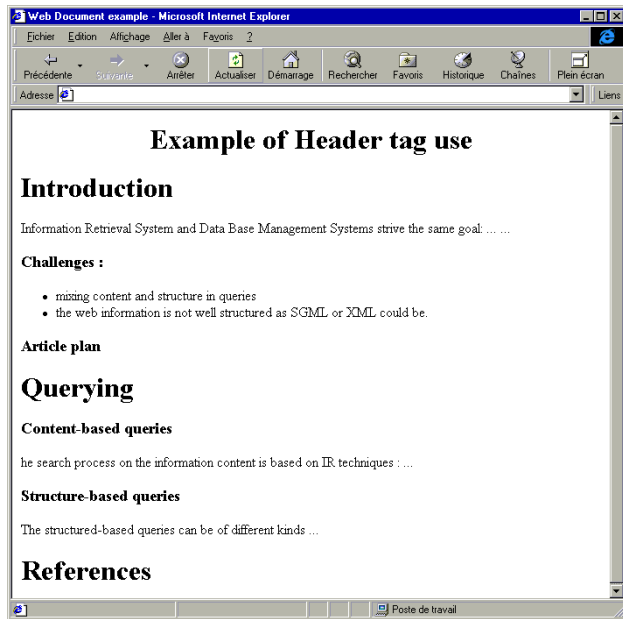 Web Document example - Microsoft Internet Explorer
Fichier Edition Affichage Aller à Favoris ?
Précédente Suivante Arrêter Actualiser Démarrage Rechercher Favoris Historique Chaînes Plein écran
Adresse Liens
Example of Header tag use
Introduction
Information Retrieval System and Data Base Management Systems strive the same goal: ... ...
Challenges :
• mixing content and structure in queries
• the web information is not well structured as SGML or XML could be.
Article plan
Querying
Content-based queries
he search process on the information content is based on IR techniques : ...
Structure-based queries
The structured-based queries can be of different kinds ...
References
Poste de travail